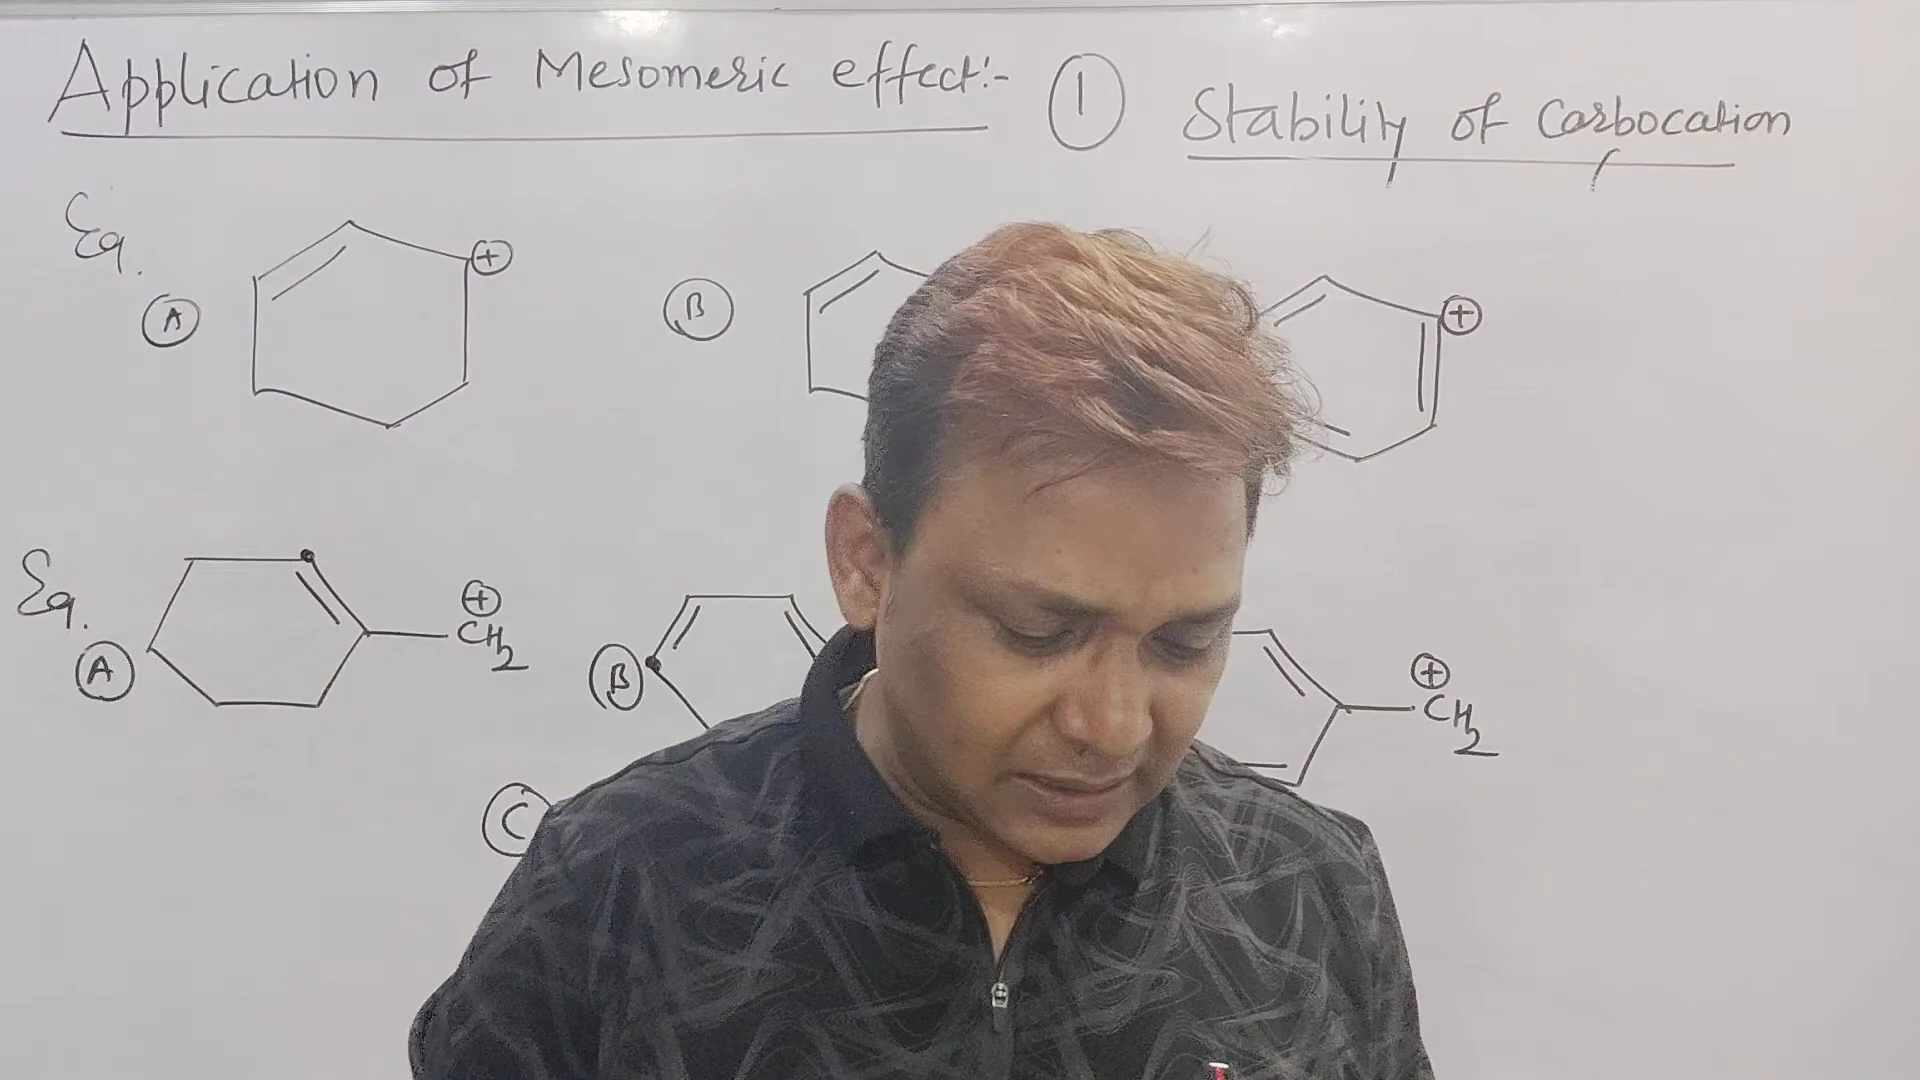 Application of Mesomeric effect:- ① Stability of Carbocation
Eg.
A
+
B
+
Eg.
A
+
CH2
B
+
CH2
C